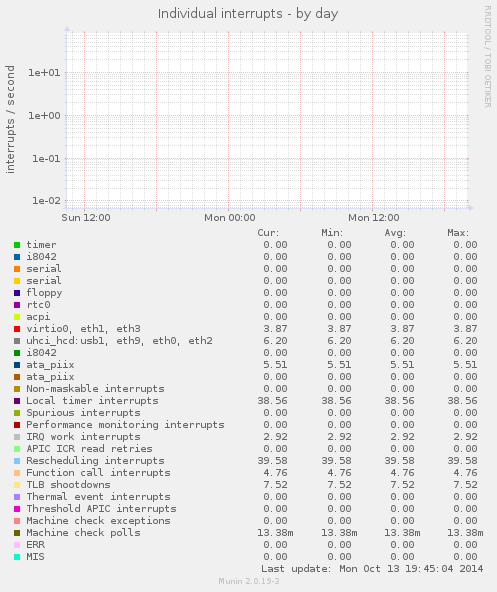 Individual interrupts - by day
RRDTOOL / TOBI OETIKER
interrupts / second
1e+01
1e+00
1e-01
1e-02
Sun 12:00 Mon 00:00 Mon 12:00
Cur: Min: Avg: Max:
timer 0.00 0.00 0.00 0.00
i8042 0.00 0.00 0.00 0.00
serial 0.00 0.00 0.00 0.00
serial 0.00 0.00 0.00 0.00
floppy 0.00 0.00 0.00 0.00
rtc0 0.00 0.00 0.00 0.00
acpi 0.00 0.00 0.00 0.00
virtio0, eth1, eth3 3.87 3.87 3.87 3.87
uhci_hcd:usb1, eth9, eth0, eth2 6.20 6.20 6.20 6.20
i8042 0.00 0.00 0.00 0.00
ata_piix 5.51 5.51 5.51 5.51
ata_piix 0.00 0.00 0.00 0.00
Non-maskable interrupts 0.00 0.00 0.00 0.00
Local timer interrupts 38.56 38.56 38.56 38.56
Spurious interrupts 0.00 0.00 0.00 0.00
Performance monitoring interrupts 0.00 0.00 0.00 0.00
IRQ work interrupts 2.92 2.92 2.92 2.92
APIC ICR read retries 0.00 0.00 0.00 0.00
Rescheduling interrupts 39.58 39.58 39.58 39.58
Function call interrupts 4.76 4.76 4.76 4.76
TLB shootdowns 7.52 7.52 7.52 7.52
Thermal event interrupts 0.00 0.00 0.00 0.00
Threshold APIC interrupts 0.00 0.00 0.00 0.00
Machine check exceptions 0.00 0.00 0.00 0.00
Machine check polls 13.38m 13.38m 13.38m 13.38m
ERR 0.00 0.00 0.00 0.00
MIS 0.00 0.00 0.00 0.00
Last update: Mon Oct 13 19:45:04 2014
Munin 2.0.19-3